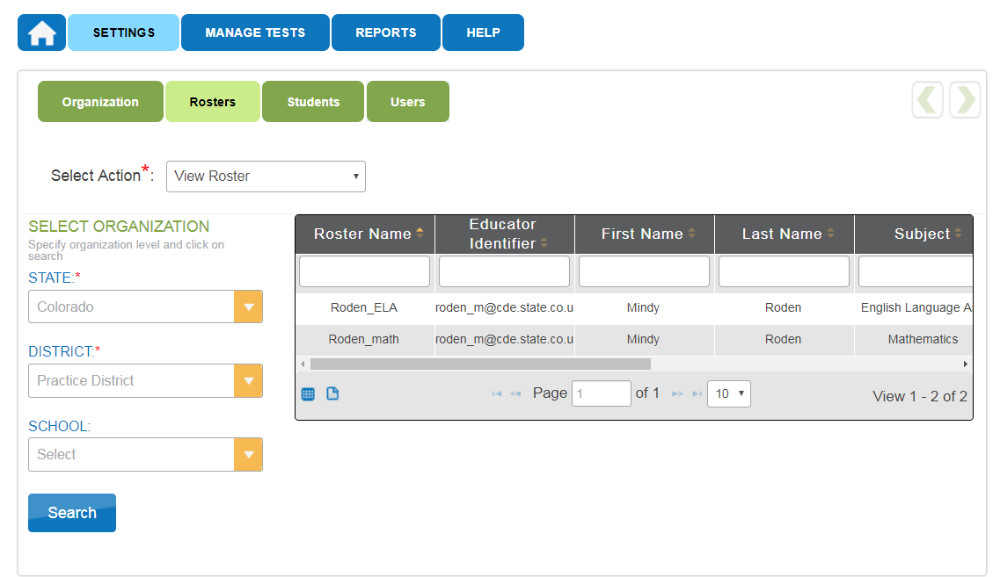 SETTINGS MANAGE TESTS REPORTS HELP
Organization Rosters Students Users
Select Action*: View Roster
SELECT ORGANIZATION
Specify organization level and click on
search
STATE:*
Colorado
DISTRICT:*
Practice District
SCHOOL:
Select
Search
Roster Name Educator Identifier First Name Last Name Subject
Roden_ELA roden_m@cde.state.co.u Mindy Roden English Language A
Roden_math roden_m@cde.state.co.u Mindy Roden Mathematics
Page 1 of 1 10 View 1 - 2 of 2